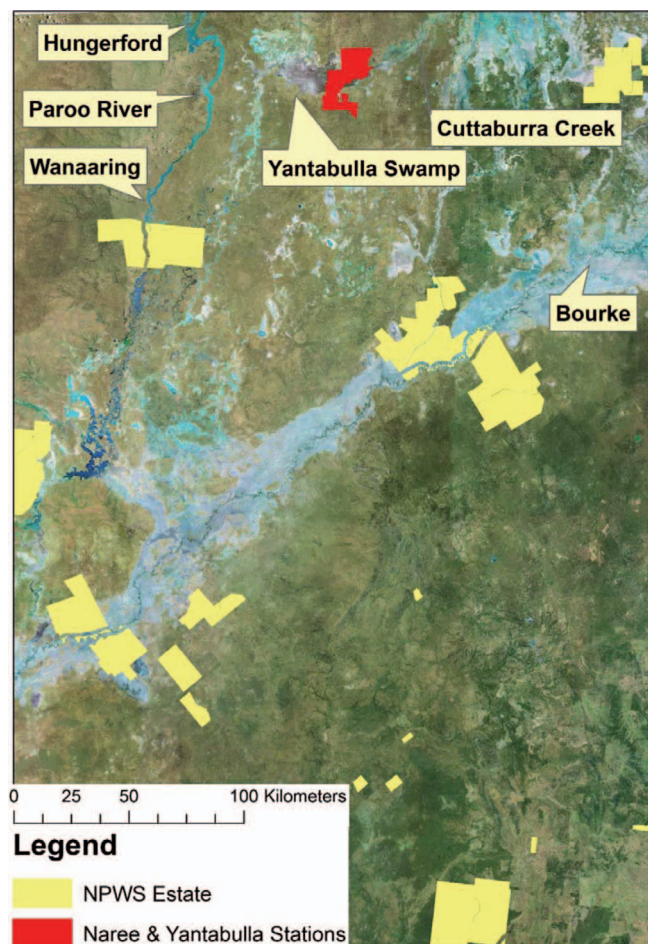 Hungerford
Paroo River
Cuttaburra Creek
Wanaaring
Yantabulla Swamp
Bourke
0 25 50 100 Kilometers
Legend
NPWS Estate
Naree & Yantabulla Stations